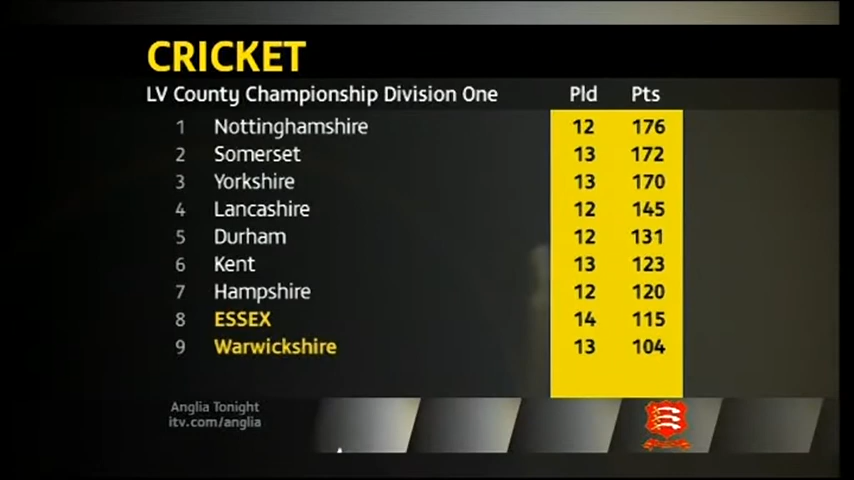 CRICKET
LV County Championship Division One Pld Pts
1 Nottinghamshire 12 176
2 Somerset 13 172
3 Yorkshire 13 170
4 Lancashire 12 145
5 Durham 12 131
6 Kent 13 123
7 Hampshire 12 120
8 ESSEX 14 115
9 Warwickshire 13 104
Anglia Tonight
itv.com/anglia